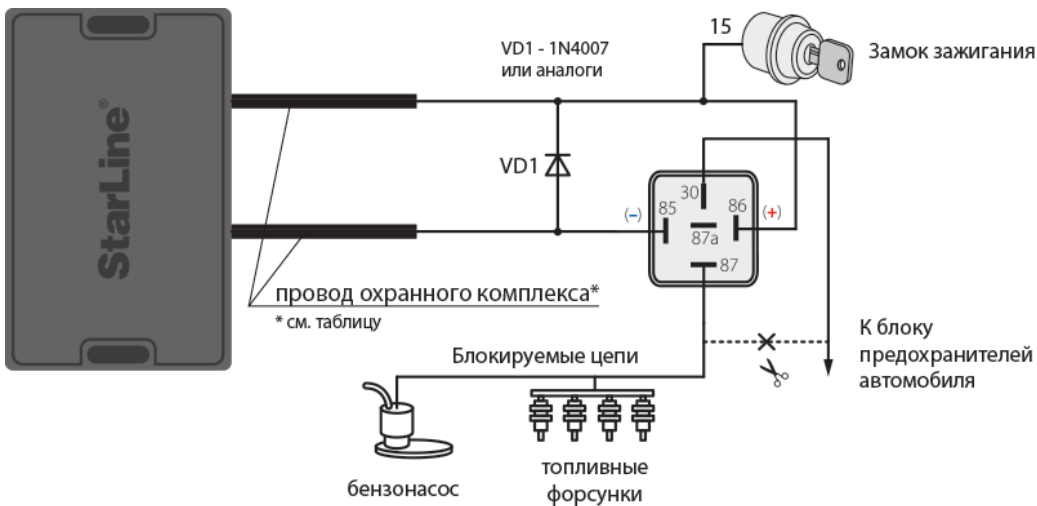 StarLine®
VD1 - 1N4007
или аналоги
15
Замок зажигания
VD1
30
(–)
85
86
(+)
87а
87
провод охранного комплекса*
* см. таблицу
Блокируемые цепи
К блоку
предохранителей
автомобиля
бензонасос
топливные
форсунки